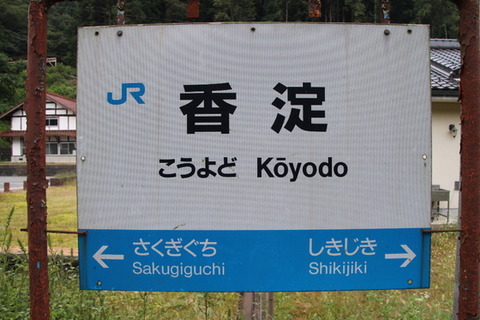 JR
香淀
こうよど Kōyodo
← さくぎぐち しきじき →
Sakugiguchi Shikijiki